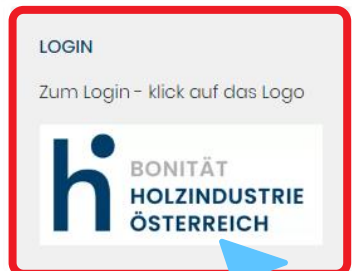 LOGIN
Zum Login - klick auf das Logo
BONITÄT
HOLZINDUSTRIE
ÖSTERREICH